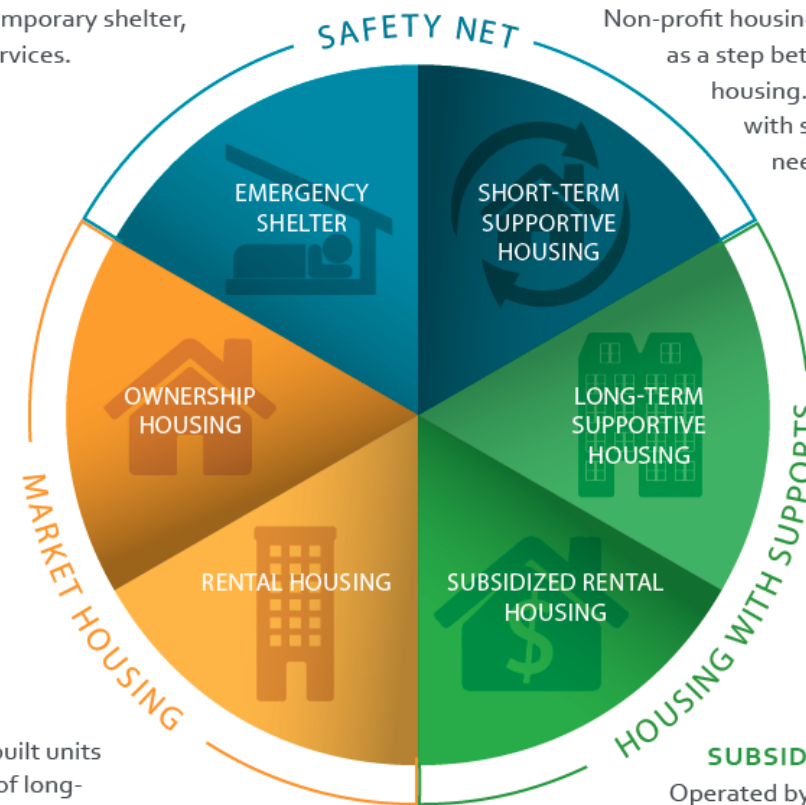 mporary shelter,
rvices.
SAFETY NET
Non-profit housin
as a step bet
housing.
with s
nee
EMERGENCY
SHELTER
SHORT-TERM
SUPPORTIVE
HOUSING
OWNERSHIP
HOUSING
LONG-TERM
SUPPORTIVE
HOUSING
RENTAL HOUSING
SUBSIDIZED RENTAL
HOUSING
$
MARKET HOUSING
HOUSING WITH SUPPORTS
built units
of long-
SUBSID
Operated by